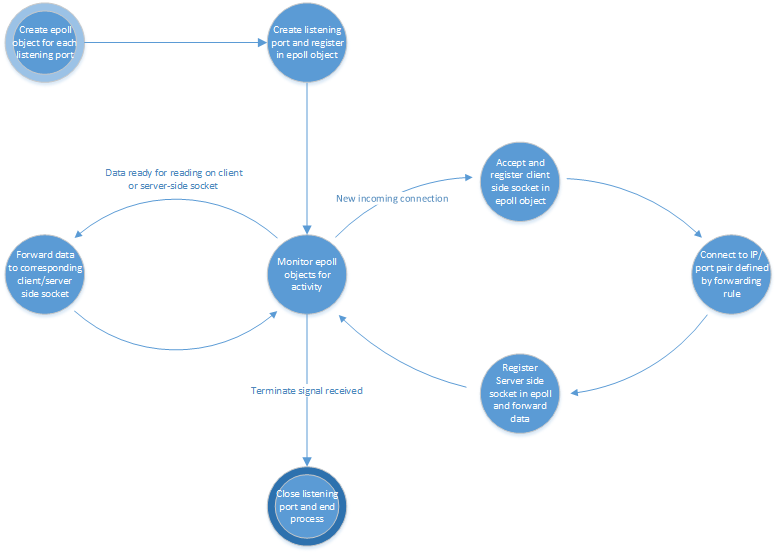 Create epoll
object for each
listening port
Create listening
port and register
in epoll object
Data ready for reading on client
or server-side socket
New incoming connection
Accept and
register client
side socket in
epoll object
Forward data
to corresponding
client/server
side socket
Monitor epoll
objects for
activity
Connect to IP/
port pair defined
by forwarding
rule
Register
Server side
socket in epoll
and forward
data
Terminate signal received
Close listening
port and end
process